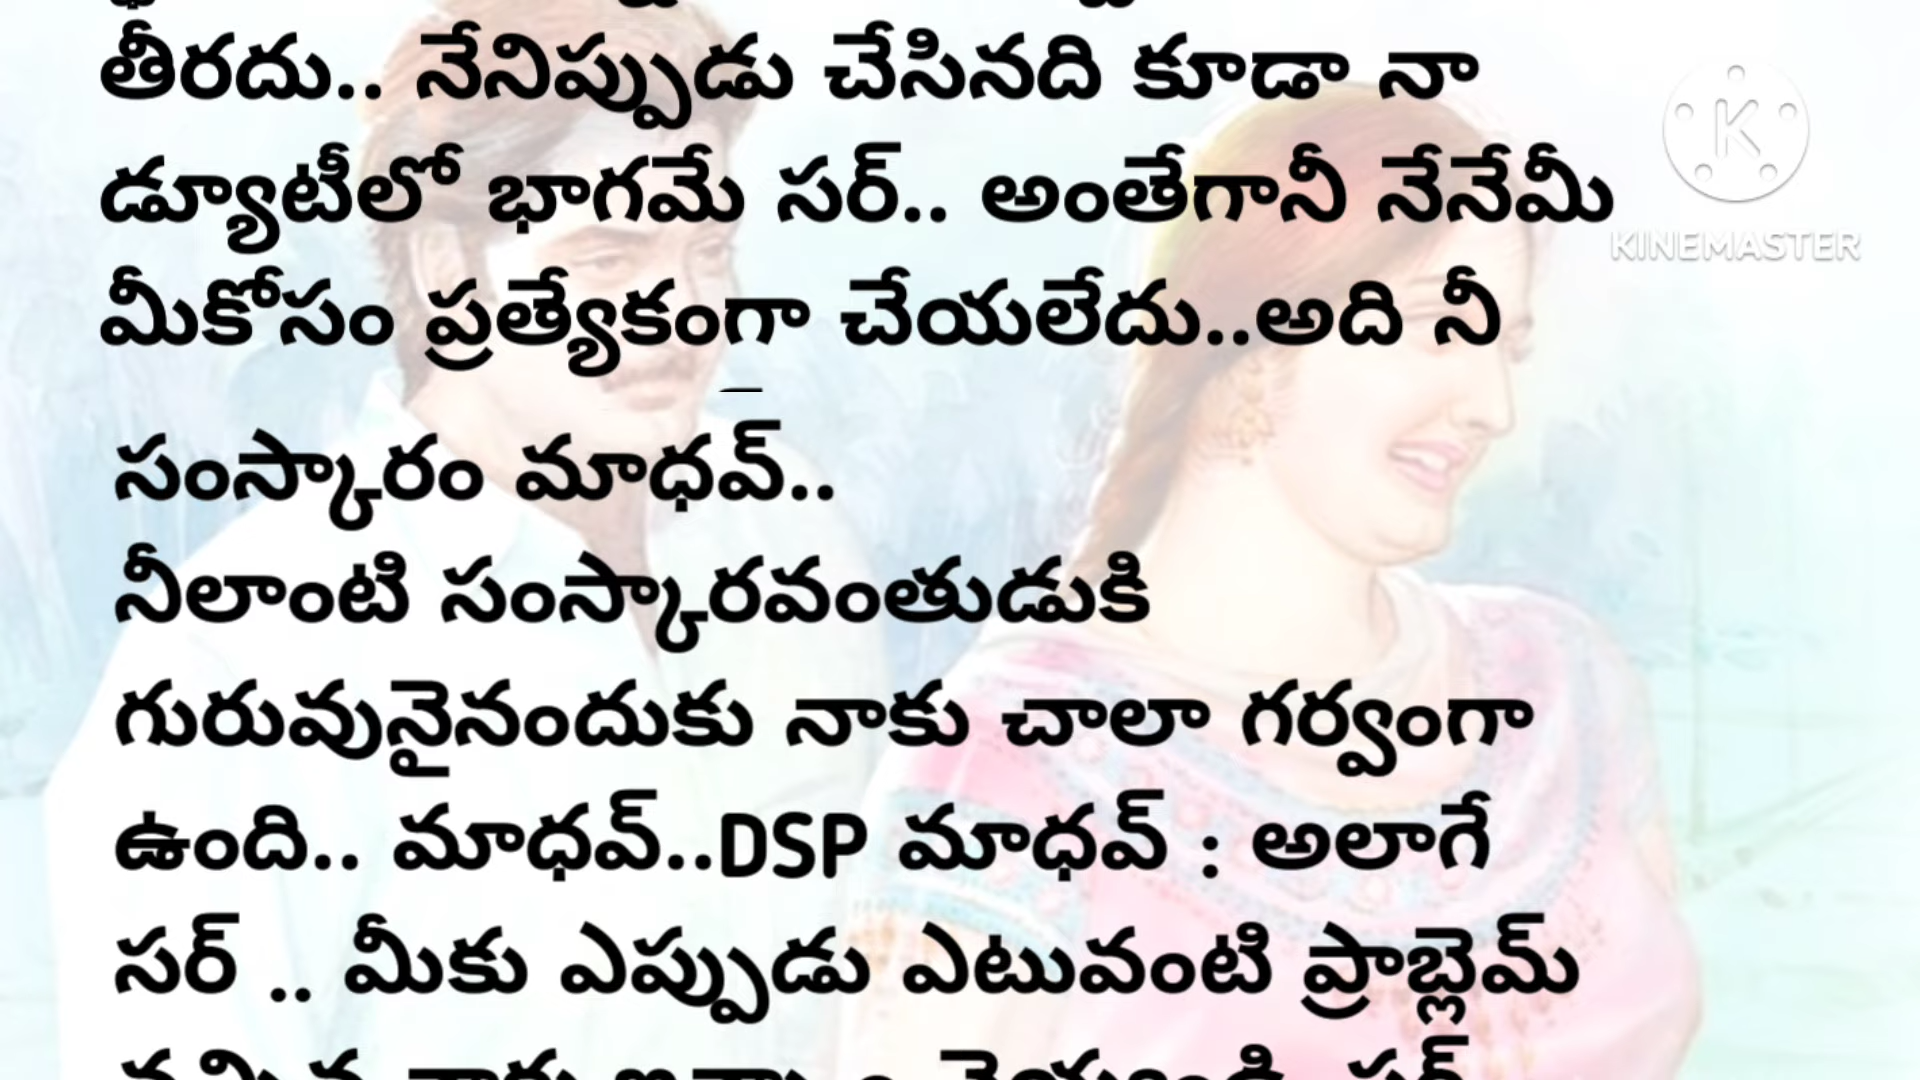 తీరదు.. నేనిప్పుడు చేసినది కూడా నా
డ్యూటీలో భాగమే సర్.. అంతేగానీ నేనేమీ
మీకోసం ప్రత్యేకంగా చేయలేదు..అది నీ
సంస్కారం మాధవ్..
నీలాంటి సంస్కారవంతుడుకి
గురువునైనందుకు నాకు చాలా గర్వంగా
ఉంది.. మాధవ్..DSP మాధవ్ : అలాగే
సర్ .. మీకు ఎప్పుడు ఎటువంటి ప్రాబ్లెమ్
K
KINEMASTER